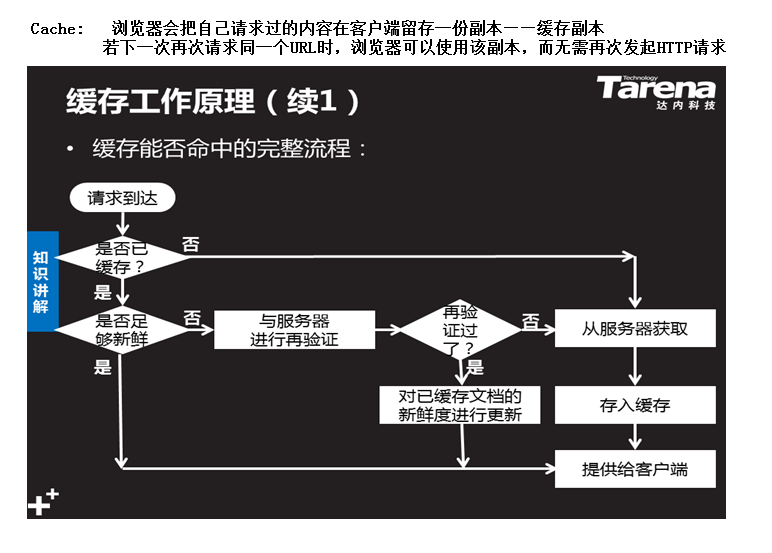 Cache: 浏览器会把自己请求过的内容在客户端留存一份副本——缓存副本
若下一次再次请求同一个URL时，浏览器可以使用该副本，而无需再次发起HTTP请求
缓存工作原理（续1）
Technology
Tarena
达内科技
• 缓存能否命中的完整流程：
请求到达
知识讲解
是否已
缓存？
否
是
是否足
够新鲜
否
是
与服务器
进行再验证
再验
证过
了？
否
是
从服务器获取
对已缓存文档的
新鲜度进行更新
存入缓存
提供给客户端